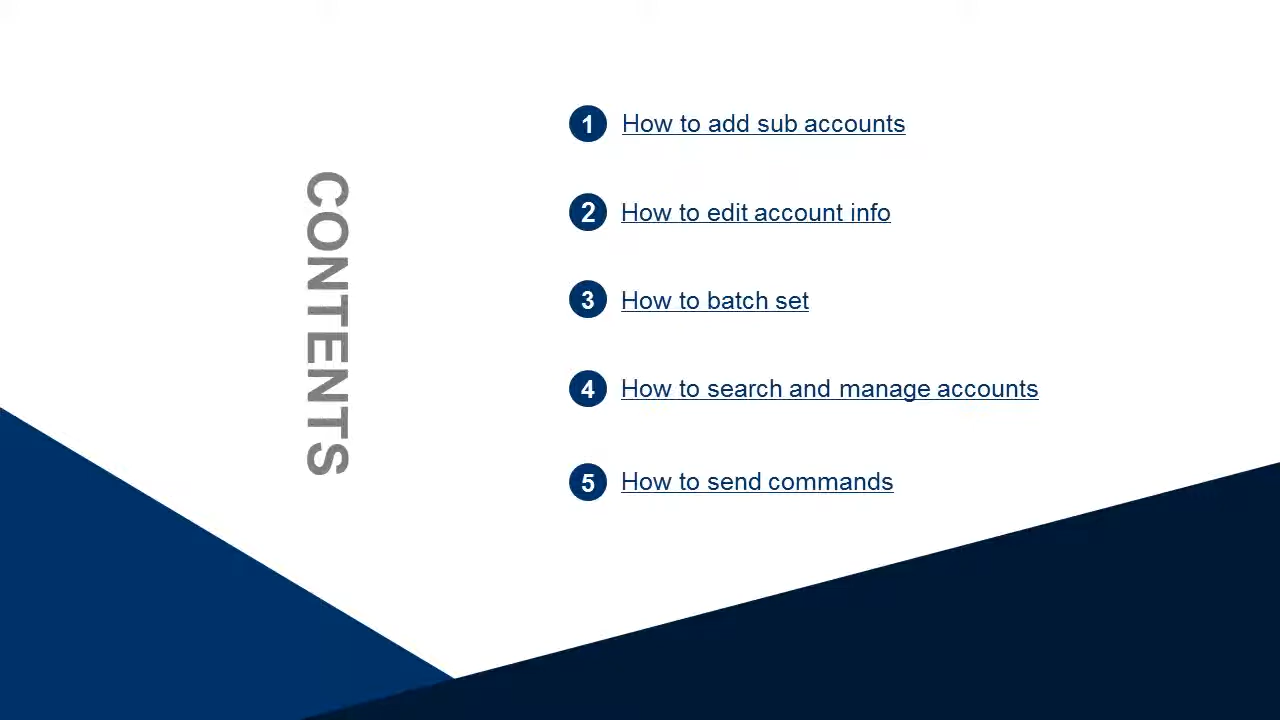 CONTENTS
1 How to add sub accounts
2 How to edit account info
3 How to batch set
4 How to search and manage accounts
5 How to send commands